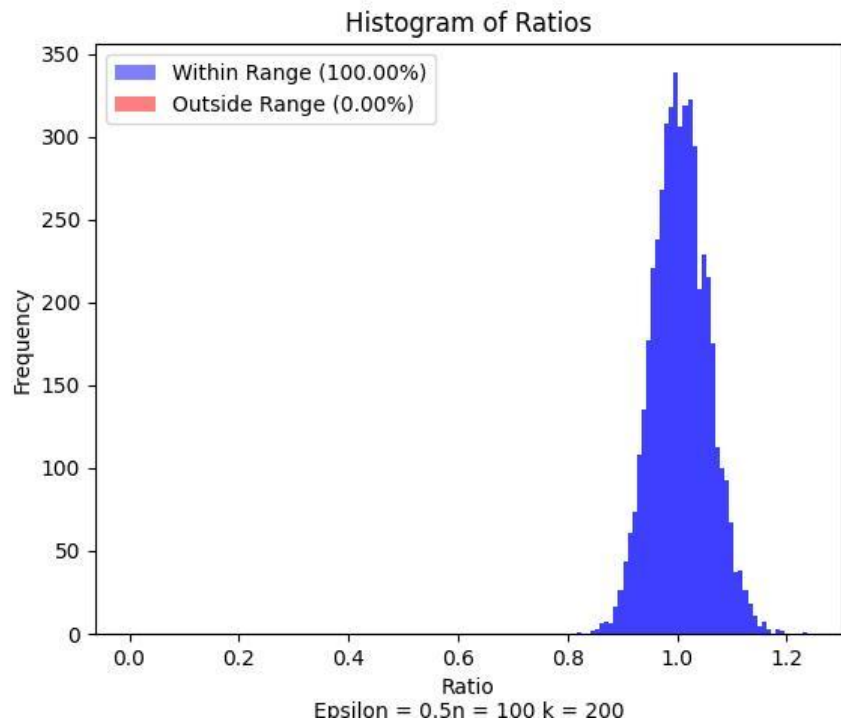 Histogram of Ratios
350
300
250
200
150
100
50
0
Frequency
Within Range (100.00%)
Outside Range (0.00%)
0.0 0.2 0.4 0.6 0.8 1.0 1.2
Ratio
Epsilon = 0.5n = 100 k = 200